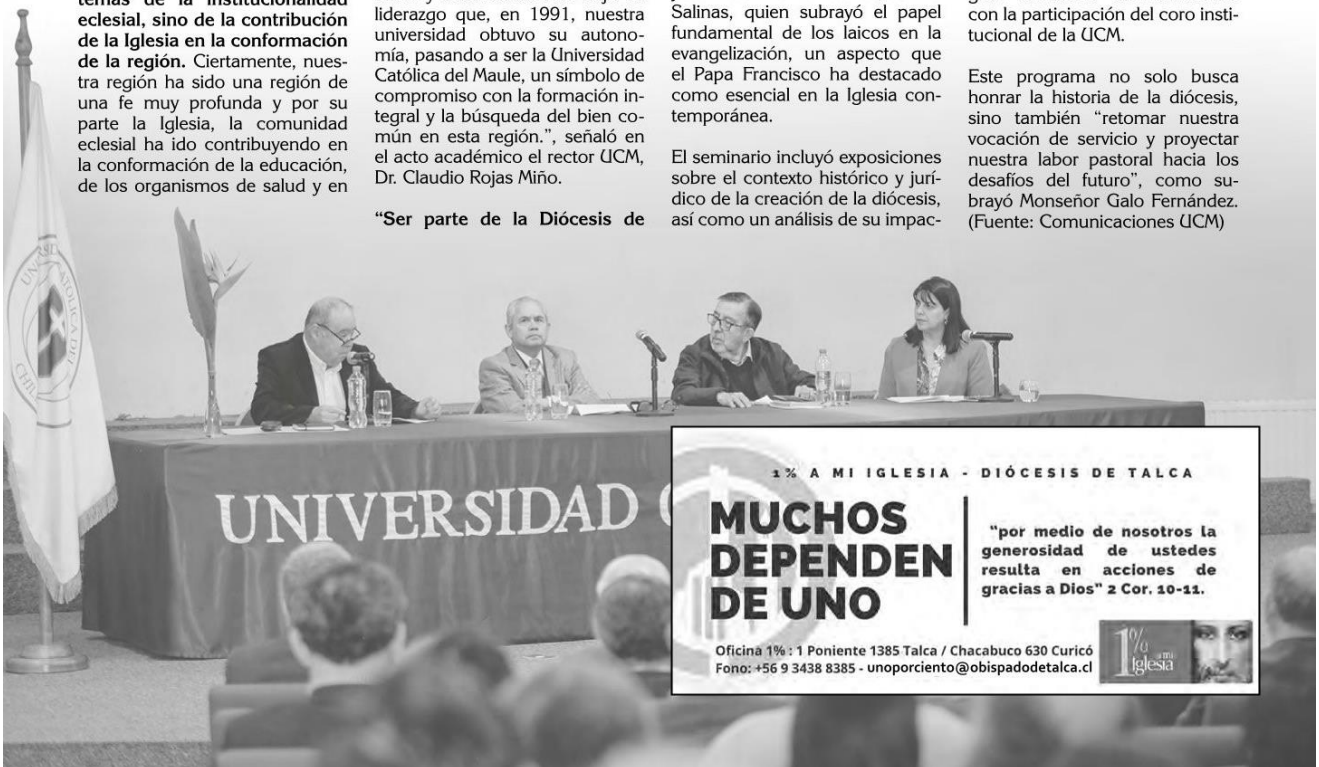 temas de la institucionalidad
eclesial, sino de la contribución
de la Iglesia en la conformación
de la región. Ciertamente, nues-
tra región ha sido una región de
una fe muy profunda y por su
parte la Iglesia, la comunidad
eclesial ha ido contribuyendo en
la conformación de la educación,
de los organismos de salud y en
liderazgo que, en 1991, nuestra
universidad obtuvo su autono-
mía, pasando a ser la Universidad
Católica del Maule, un símbolo de
compromiso con la formación in-
tegral y la búsqueda del bien co-
mún en esta región.", señaló en
el acto académico el rector UCM,
Dr. Claudio Rojas Miño.
"Ser parte de la Diócesis de
Salinas, quien subrayó el papel
fundamental de los laicos en la
evangelización, un aspecto que
el Papa Francisco ha destacado
como esencial en la Iglesia con-
temporánea.
El seminario incluyó exposiciones
sobre el contexto histórico y jurí-
dico de la creación de la diócesis,
así como un análisis de su impac-
con la participación del coro insti-
tucional de la UCM.
Este programa no solo busca
honrar la historia de la diócesis,
sino también "retomar nuestra
vocación de servicio y proyectar
nuestra labor pastoral hacia los
desafíos del futuro", como su-
brayó Monseñor Galo Fernández.
(Fuente: Comunicaciones UCM)
UNIVERSIDAD
1% A MI IGLESIA - DIÓCESIS DE TALCA
MUCHOS
DEPENDEN
DE UNO
"por medio de nosotros la
generosidad de ustedes
resulta en acciones de
gracias a Dios" 2 Cor. 10-11.
Oficina 1% : 1 Poniente 1385 Talca / Chacabuco 630 Curicó
Fono: +56 9 3438 8385 - unoporciento@obispadodetalca.cl
1%
a mi
Iglesia